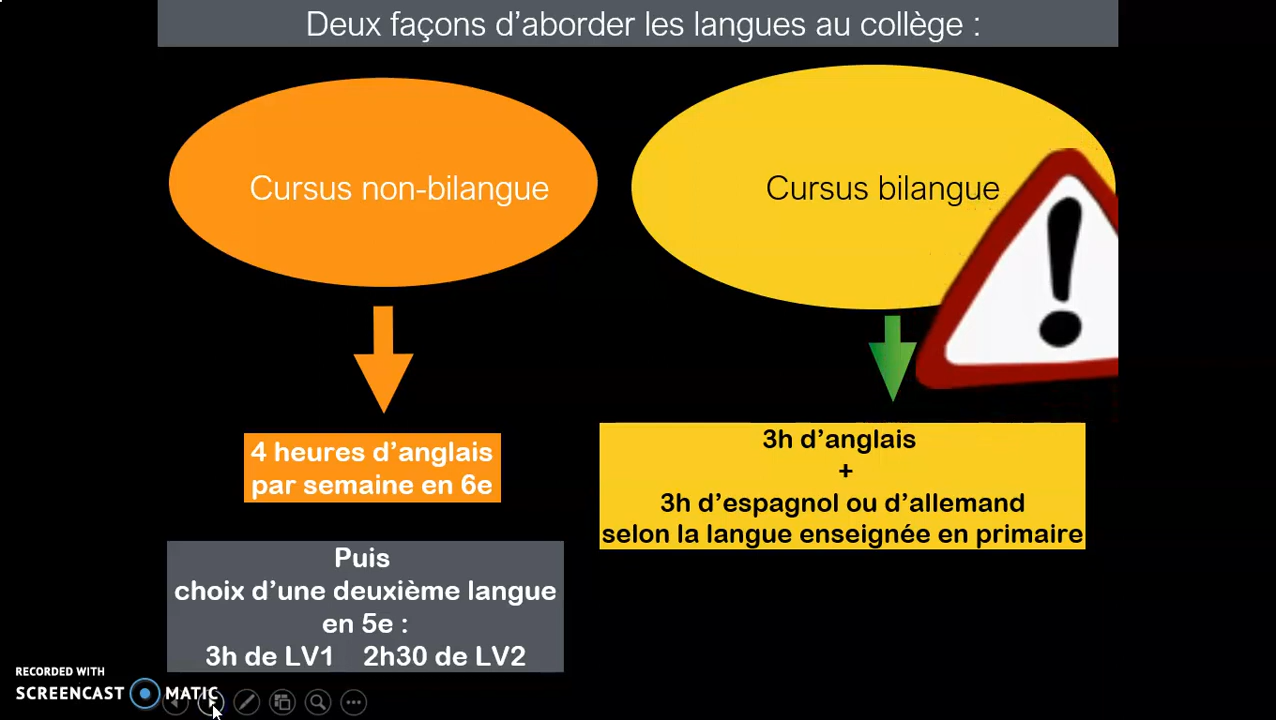 Deux façons d'aborder les langues au collège :
Cursus non-bilangue
Cursus bilangue
4 heures d'anglais
par semaine en 6e
3h d'anglais
+
3h d'espagnol ou d'allemand
selon la langue enseignée en primaire
Puis
choix d'une deuxième langue
en 5e :
3h de LV1 2h30 de LV2
RECORDED WITH
SCREENCAST MATIC